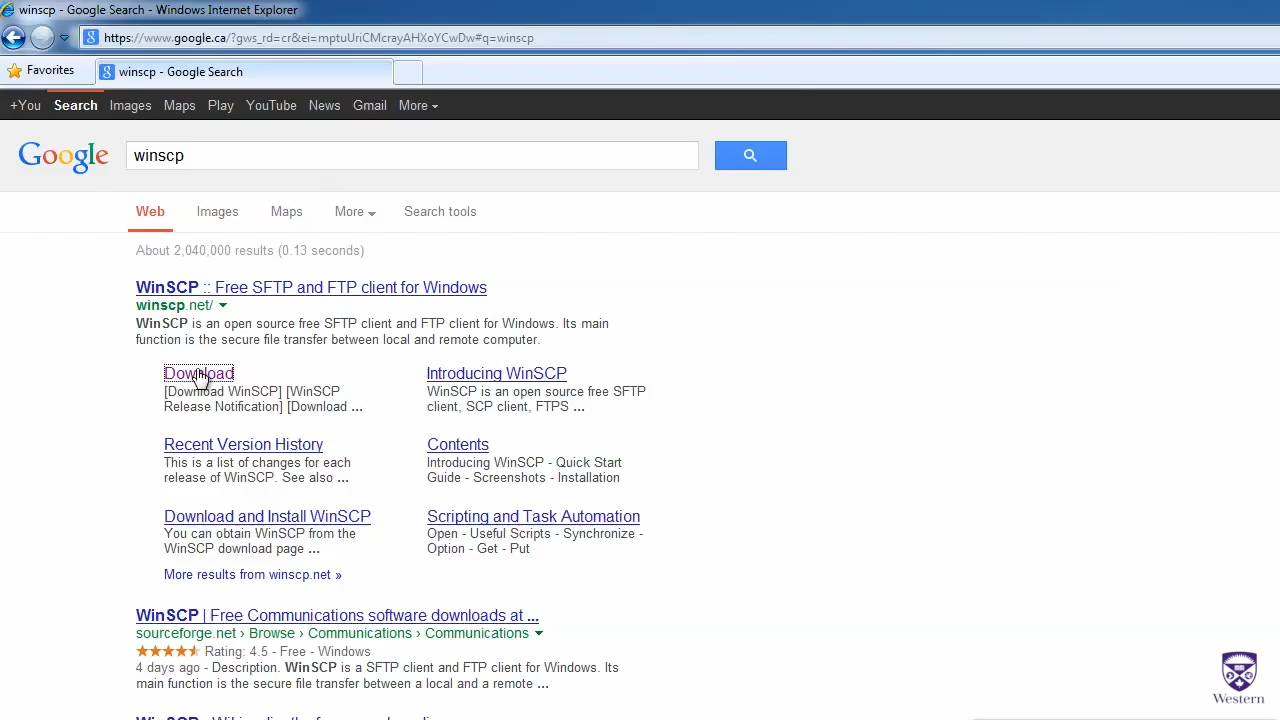 winscp - Google Search - Windows Internet Explorer
https://www.google.ca/?gws_rd=cr&ei=mptuUriCMcrayAHXoYCwDw#q=winscp
Favorites
winscp - Google Search
+You Search Images Maps Play YouTube News Gmail More
Google
winscp
Web Images Maps More Search tools
About 2,040,000 results (0.13 seconds)
WinSCP :: Free SFTP and FTP client for Windows
winscp.net/
WinSCP is an open source free SFTP client and FTP client for Windows. Its main
function is the secure file transfer between local and remote computer.
Download
[Download WinSCP] [WinSCP
Release Notification] [Download ...
Introducing WinSCP
WinSCP is an open source free SFTP
client, SCP client, FTPS ...
Recent Version History
This is a list of changes for each
release of WinSCP. See also ...
Contents
Introducing WinSCP - Quick Start
Guide - Screenshots - Installation
Download and Install WinSCP
You can obtain WinSCP from the
WinSCP download page ...
Scripting and Task Automation
Open - Useful Scripts - Synchronize -
Option - Get - Put
More results from winscp.net »
WinSCP | Free Communications software downloads at ...
sourceforge.net › Browse › Communications › Communications
Rating: 4.5 - Free - Windows
4 days ago - Description. WinSCP is a SFTP client and FTP client for Windows. Its
main function is the secure file transfer between a local and a remote ...
Western